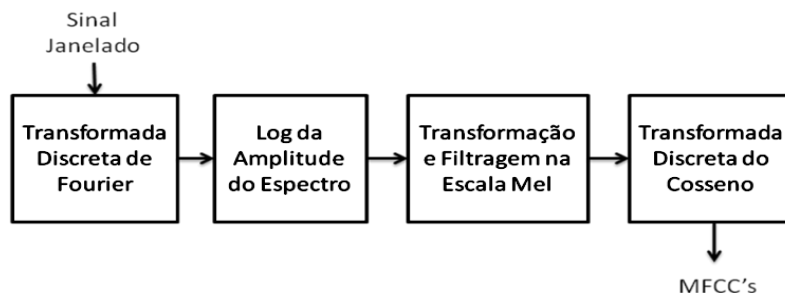 Sinal
Janelado
Transformada
Discreta de
Fourier
Log da
Amplitude
do Espectro
Transformação
e Filtragem na
Escala Mel
Transformada
Discreta do
Cosseno
MFCC's